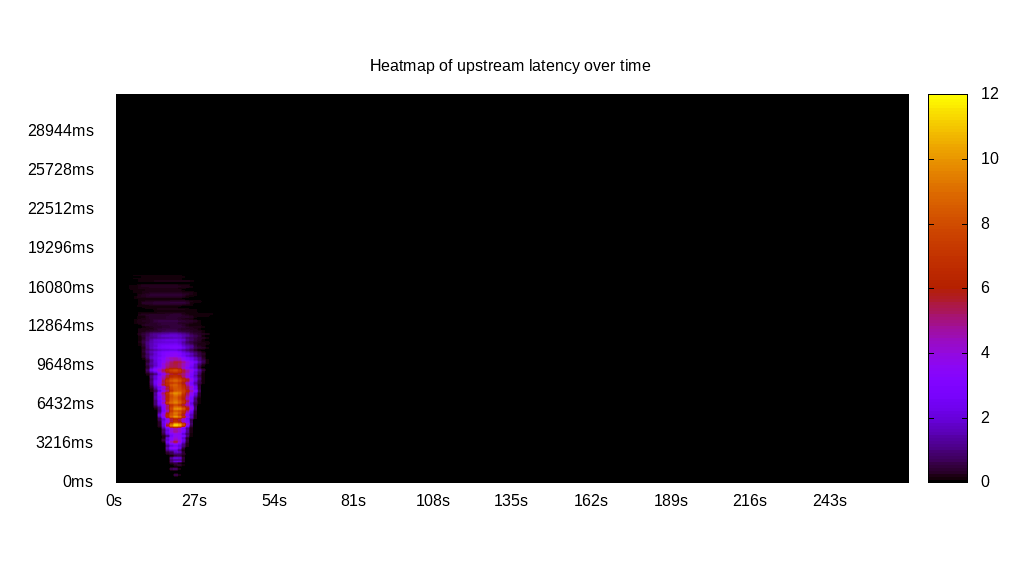 Heatmap of upstream latency over time
28944ms
25728ms
22512ms
19296ms
16080ms
12864ms
9648ms
6432ms
3216ms
0ms
0s 27s 54s 81s 108s 135s 162s 189s 216s 243s
12
10
8
6
4
2
0